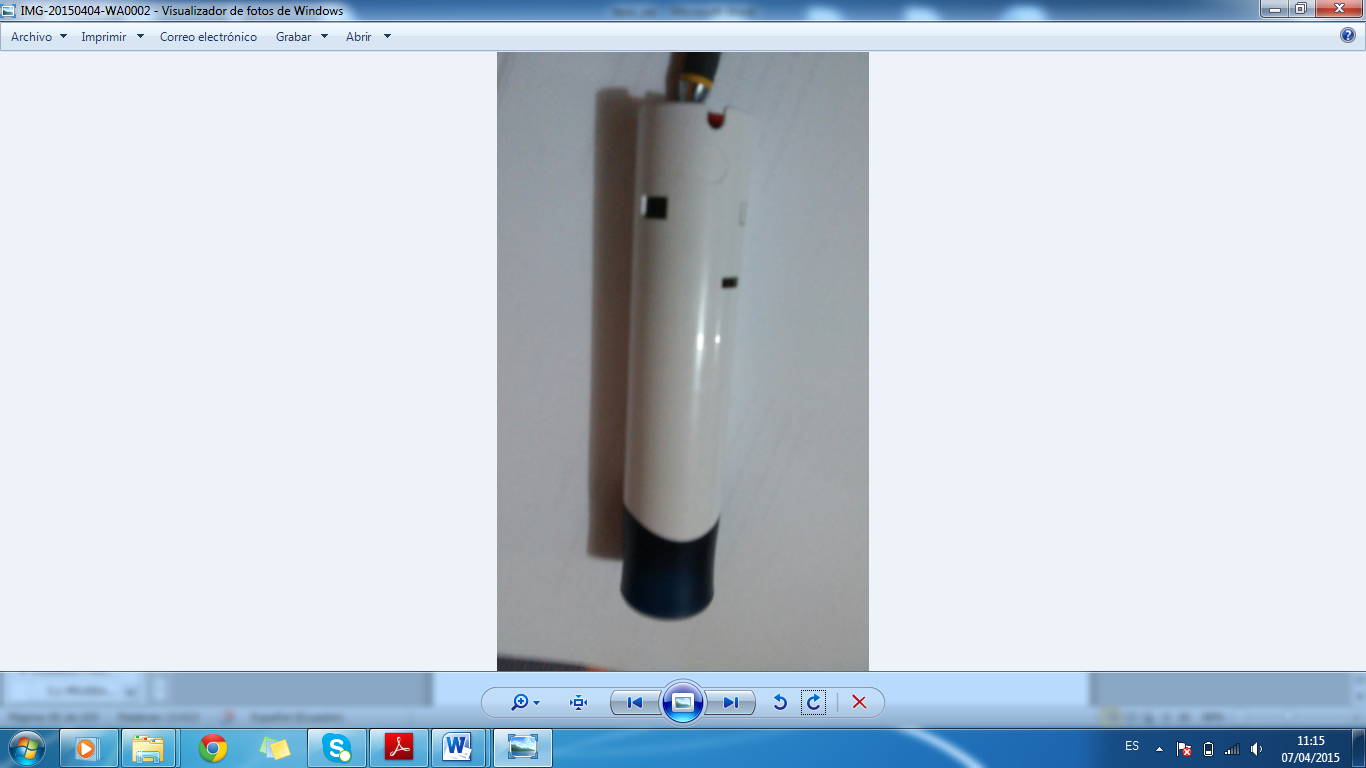 IMG-20150404-WA0002 - Visualizador de fotos de Windows
Archivo Imprimir Correo electrónico Grabar Abrir
ES
11:15
07/04/2015